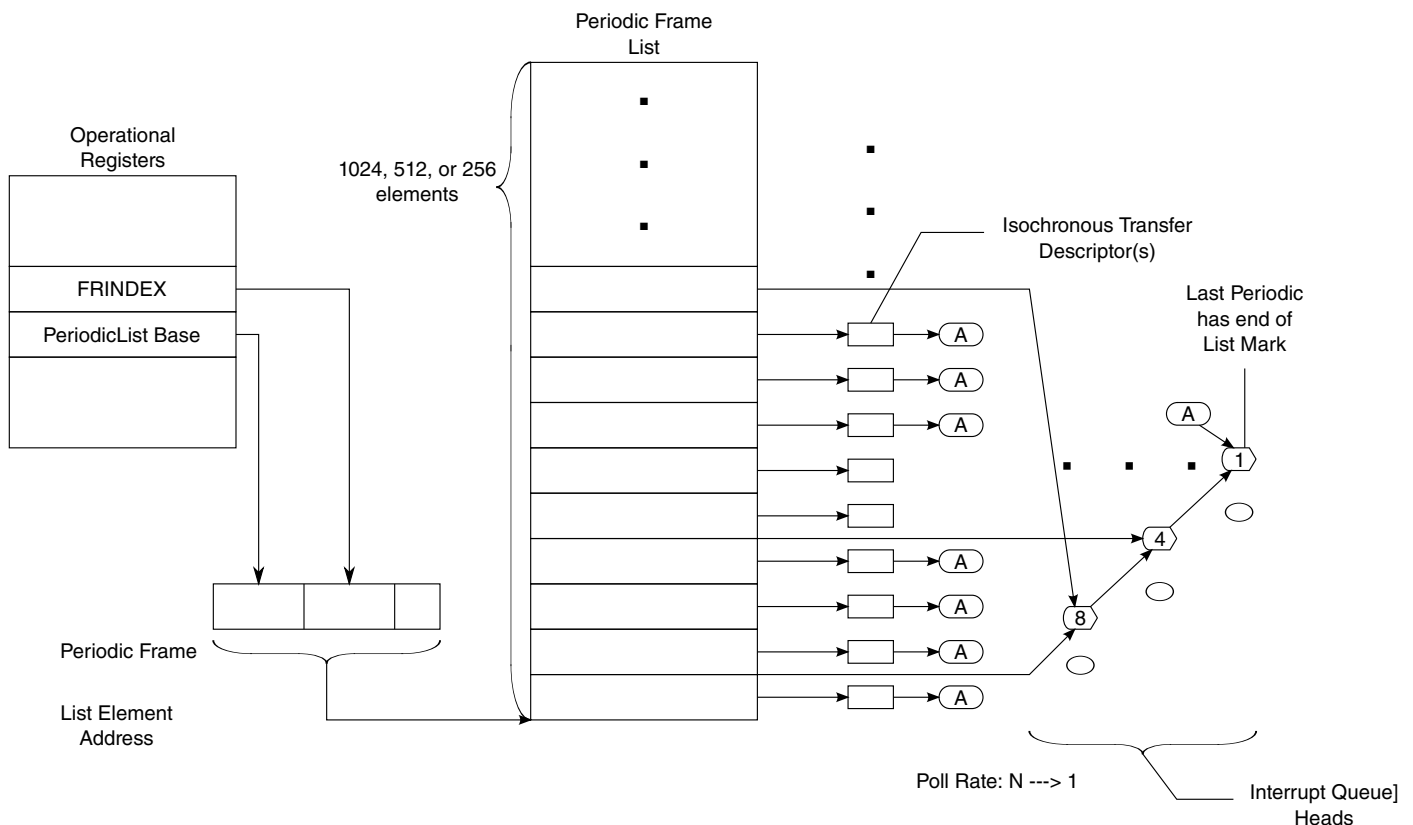 Periodic Frame
List
Operational
Registers
1024, 512, or 256
elements
Isochronous Transfer
Descriptor(s)
FRINDEX
Last Periodic
has end of
List Mark
PeriodicList Base
A
A
A
A
1
4
A
A
8
Periodic Frame
A
A
List Element
Address
Poll Rate: N ---> 1
Interrupt Queue]
Heads